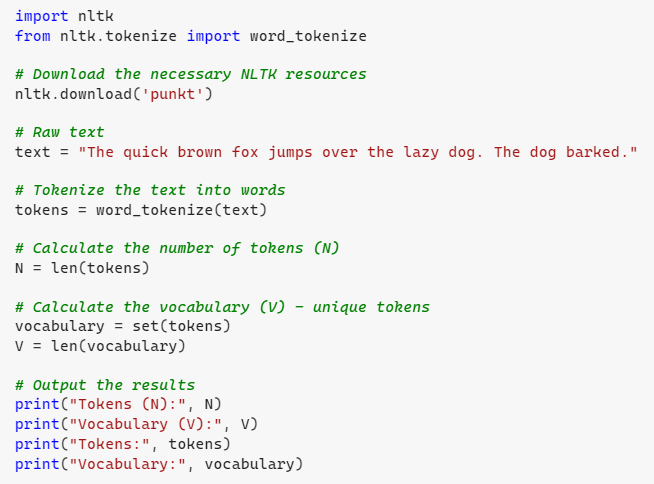 import nltk
from nltk.tokenize import word_tokenize
# Download the necessary NLTK resources
nltk.download('punkt')
# Raw text
text = "The quick brown fox jumps over the lazy dog. The dog barked."
# Tokenize the text into words
tokens = word_tokenize(text)
# Calculate the number of tokens (N)
N = len(tokens)
# Calculate the vocabulary (V) – unique tokens
vocabulary = set(tokens)
V = len(vocabulary)
# Output the results
print("Tokens (N):", N)
print("Vocabulary (V):", V)
print("Tokens:", tokens)
print("Vocabulary:", vocabulary)